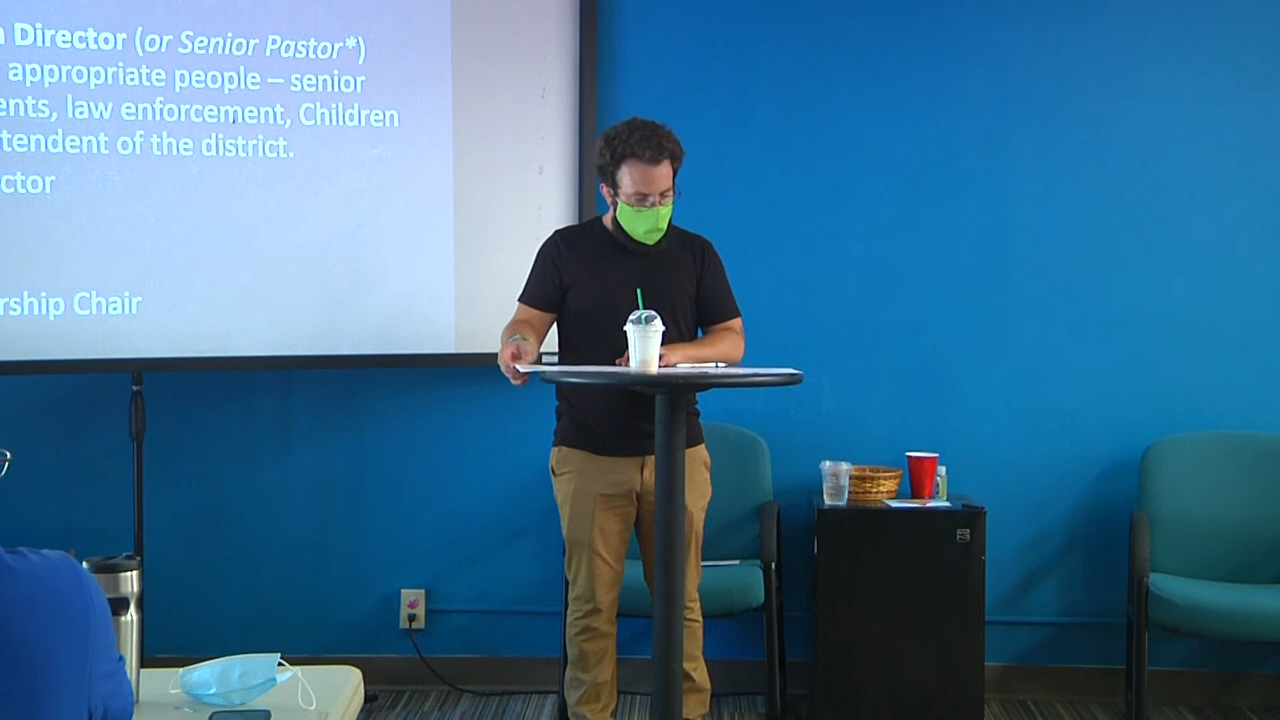 Director (or Senior Pastor*)
appropriate people – senior
ents, law enforcement, Children
tendent of the district.
ctor
rship Chair